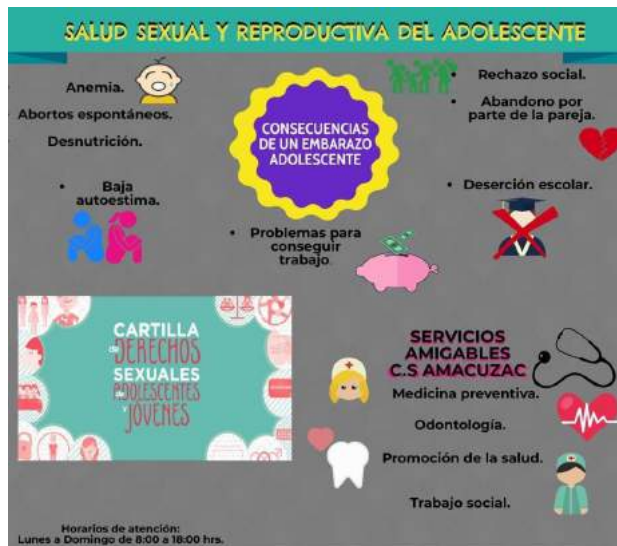 SALUD SEXUAL Y REPRODUCTIVA DEL ADOLESCENTE
CONSECUENCIAS
DE UN EMBARAZO
ADOLESCENTE
Anemia.
Abortos espontáneos.
Desnutrición.
• Baja
autoestima.
• Problemas para
conseguir
trabajo.
• Rechazo social.
• Abandono por
parte de la pareja.
• Deserción escolar.
CARTILLA
de DERECHOS
SEXUALES
de ADOLESCENTES
y JÓVENES
SERVICIOS
AMIGABLES
C.S AMACUZAC
Medicina preventiva.
Odontología.
Promoción de la salud.
Trabajo social.
Horarios de atención:
Lunes a Domingo de 8:00 a 18:00 hrs.